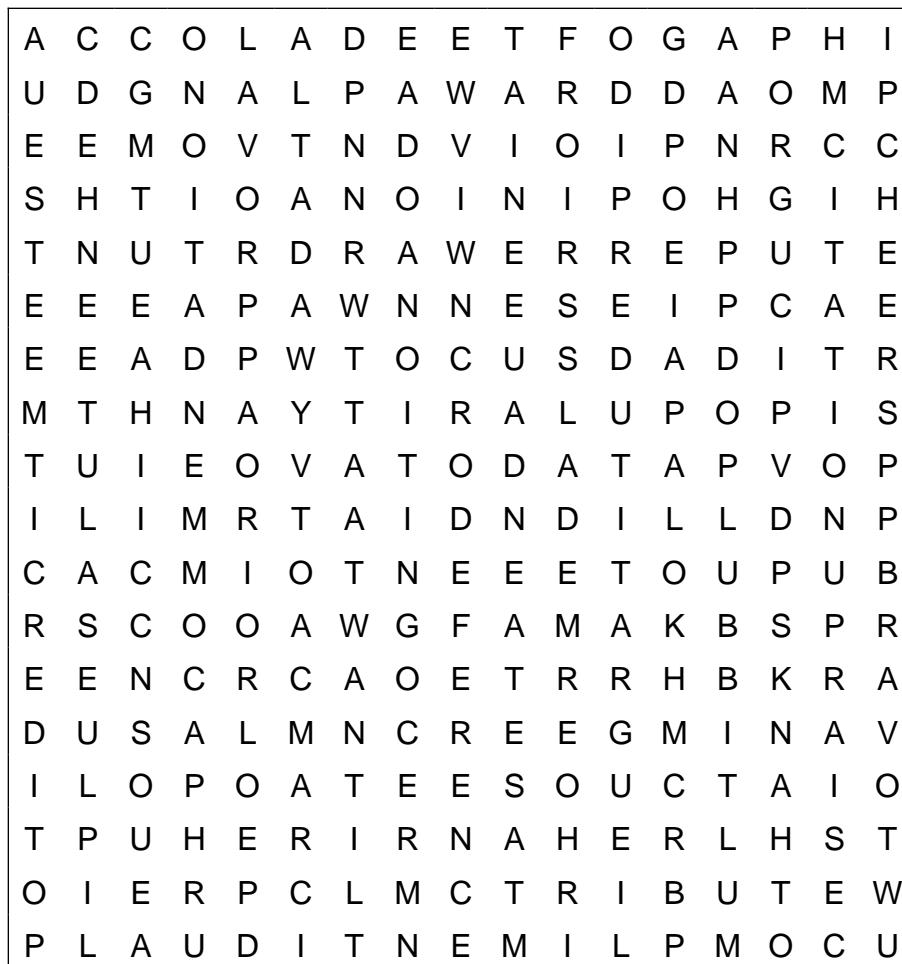 A C C O L A D E E T F O G A P H I
U D G N A L P A W A R D D A O M P
E E M O V T N D V I O I P N R C C
S H T I O A N O I N I P O H G I H
T N U T R D R A W E R R E P U T E
E E E A P A W N N E S E I P C A E
E E A D P W T O C U S D A D I T R
M T H N A Y T I R A L U P O P I S
T U I E O V A T O D A T A P V O P
I L I M R T A I D N D I L L D N P
C A C M I O T N E E E T O U P U B
R S C O O A W G F A M A K B S P R
E E N C R C A O E T R R H B K R A
D U S A L M N C R E E G M I N A V
I L O P O A T E E S O U C T A I O
T P U H E R I R N A H E R L H S T
O I E R P C L M C T R I B U T E W
P L A U D I T N E M I L P M O C U